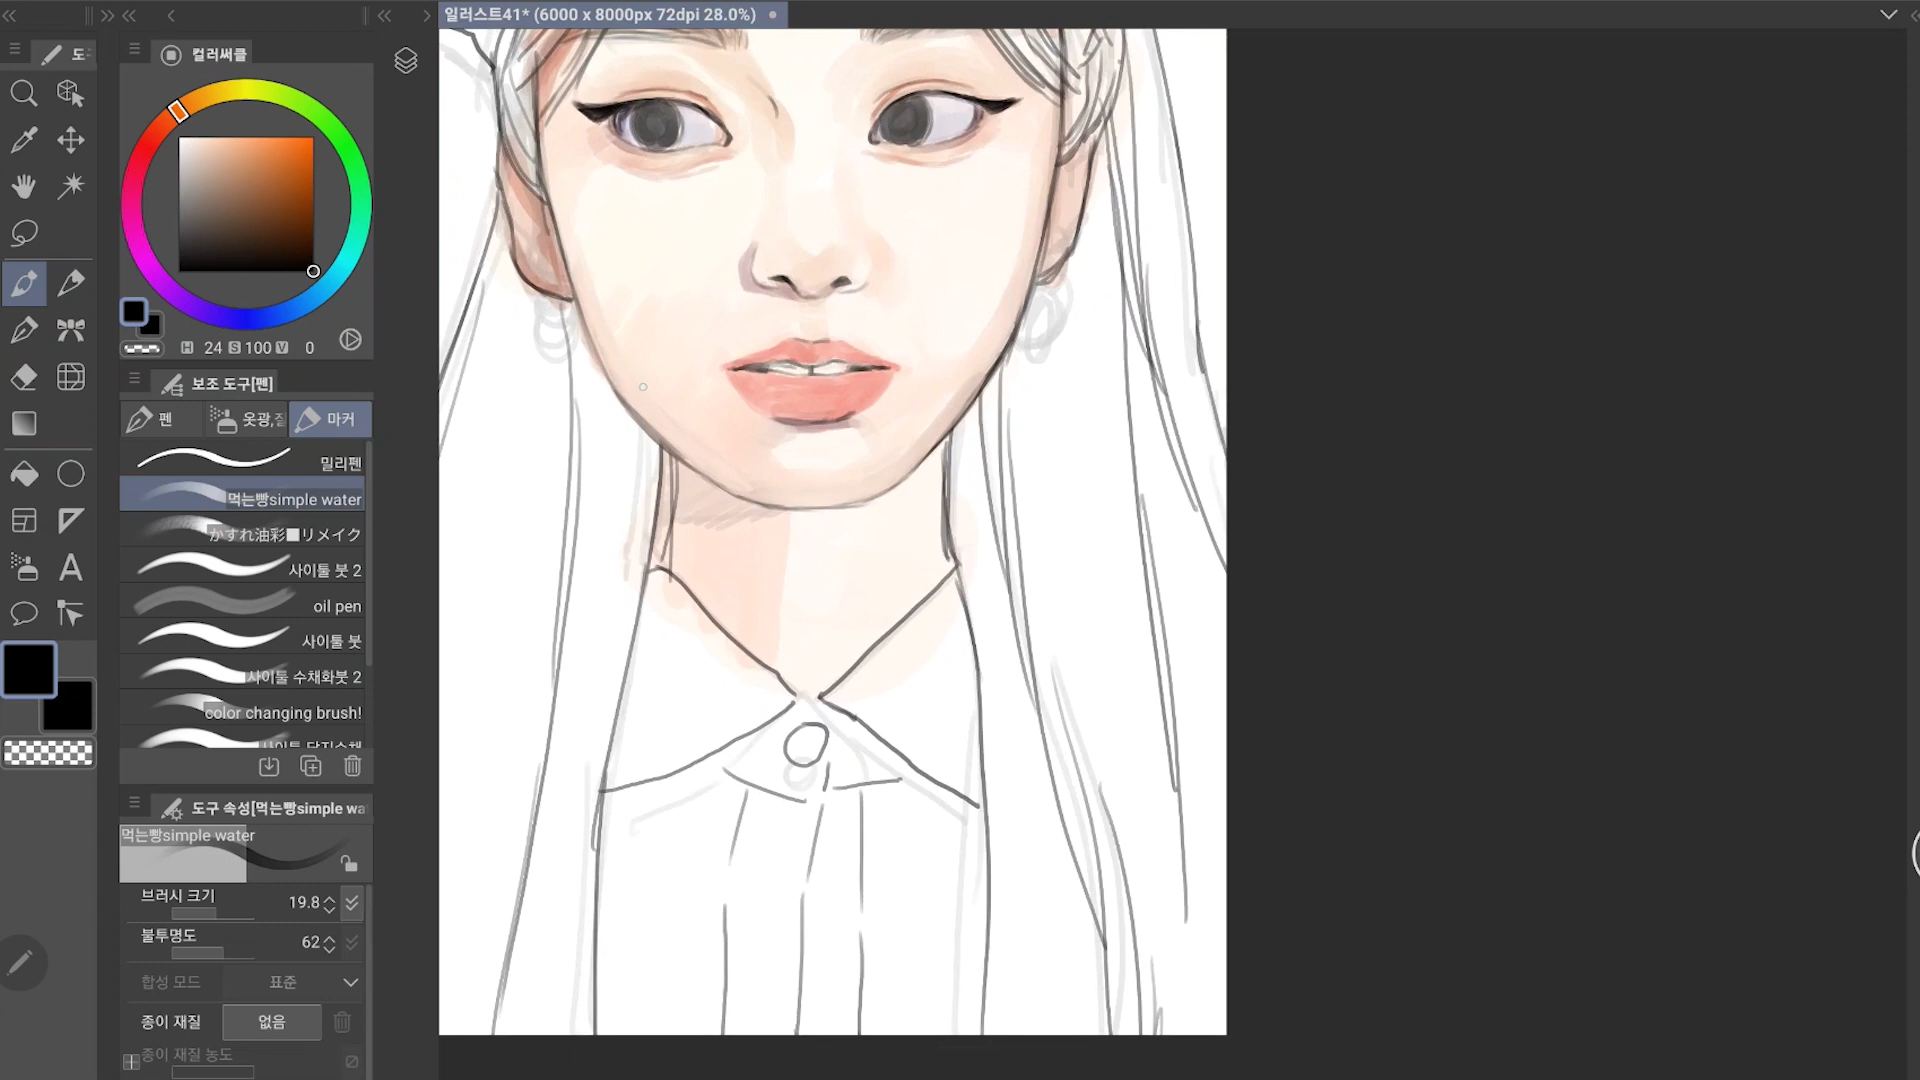 일러스트41* (6000 x 8000px 72dpi 28.0%)
컬러써클
H 24 S 100 V 0
보조 도구[펜]
펜
마커
밀리펜
먹는빵simple water
かすれ油彩■リメイク
사이툴 붓 2
oil pen
사이툴 붓
사이툴 수채화붓 2
color changing brush!
도구 속성[먹는빵simple wa
먹는빵simple water
브러시 크기 19.8
불투명도 62
합성 모드 표준
종이 재질 없음
종이 재질 농도